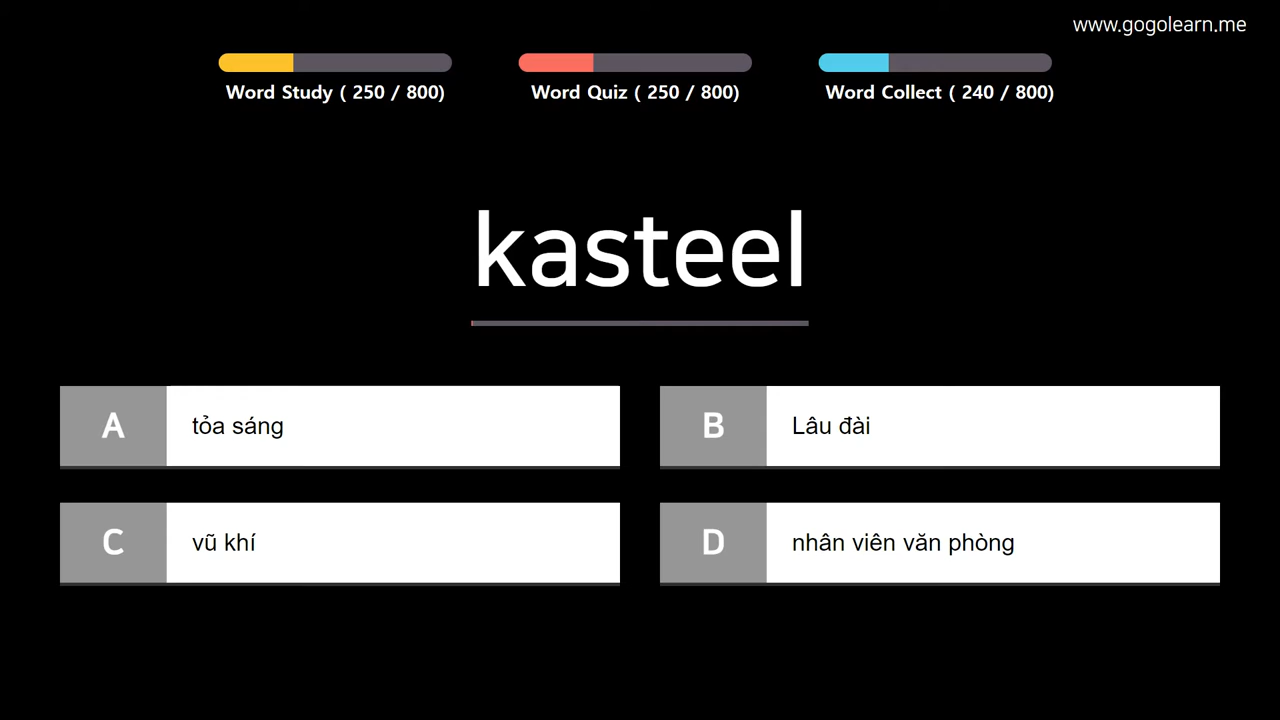 www.gogolearn.me
Word Study ( 250 / 800)
Word Quiz ( 250 / 800)
Word Collect ( 240 / 800)
kasteel
A
tỏa sáng
B
Lâu đài
C
vũ khí
D
nhân viên văn phòng